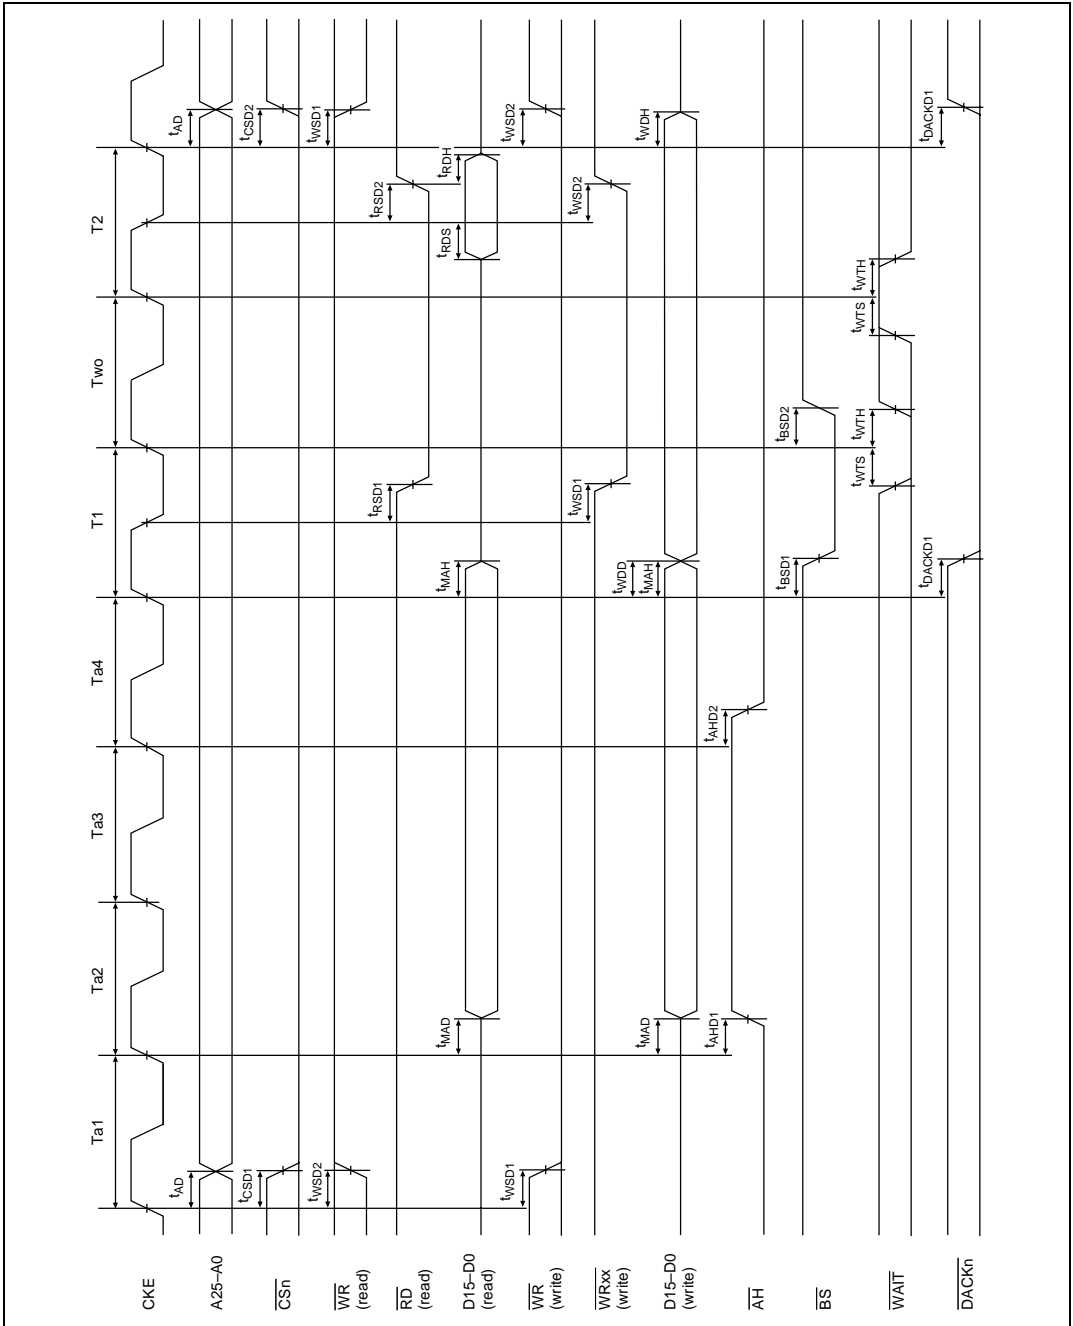 Ta1 Ta2 Ta3 Ta4 T1 Two T2
CKE
tAD tAD
A25–A0
tCSD1 tCSD2
CSn
tWSD2 tWSD1
WR
(read)
tRSD1 tRSD2
RD
(read)
tMAD tMAH tRDS tRDH
D15–D0
(read)
tWSD1 tWSD2
WR
(write)
tWSD1 tWSD2
WRxx
(write)
tWDD
tMAD tMAH tWDH
D15–D0
(write)
tAHD1 tAHD2
AH
tBSD1 tBSD2
BS
tWTS tWTH tWTS tWTH
WAIT
tDACKD1 tDACKD1
DACKn